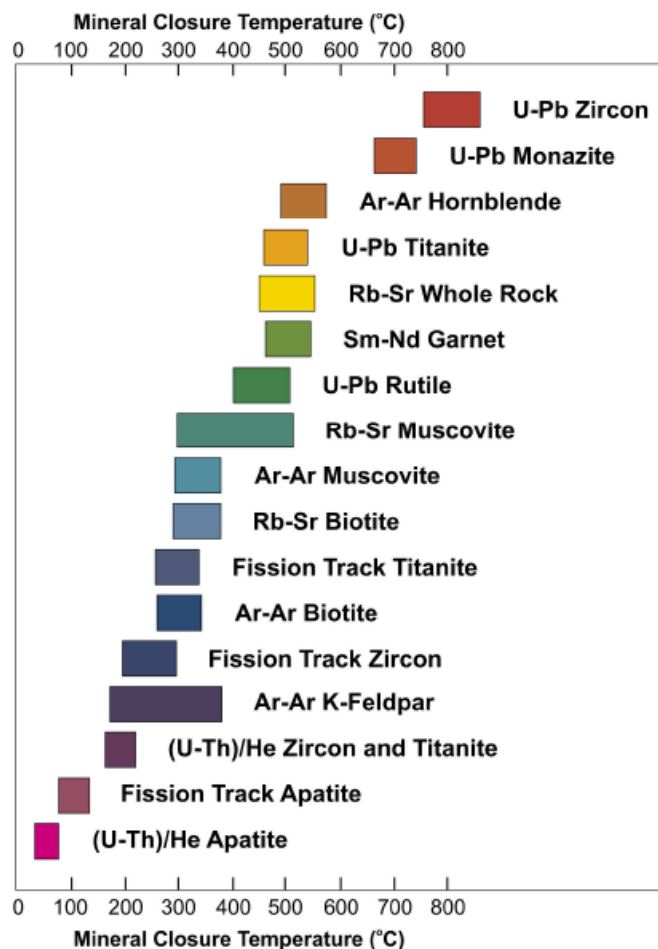 Mineral Closure Temperature (°C)
0 100 200 300 400 500 600 700 800
U-Pb Zircon
U-Pb Monazite
Ar-Ar Hornblende
U-Pb Titanite
Rb-Sr Whole Rock
Sm-Nd Garnet
U-Pb Rutile
Rb-Sr Muscovite
Ar-Ar Muscovite
Rb-Sr Biotite
Fission Track Titanite
Ar-Ar Biotite
Fission Track Zircon
Ar-Ar K-Feldpar
(U-Th)/He Zircon and Titanite
Fission Track Apatite
(U-Th)/He Apatite
0 100 200 300 400 500 600 700 800
Mineral Closure Temperature (°C)